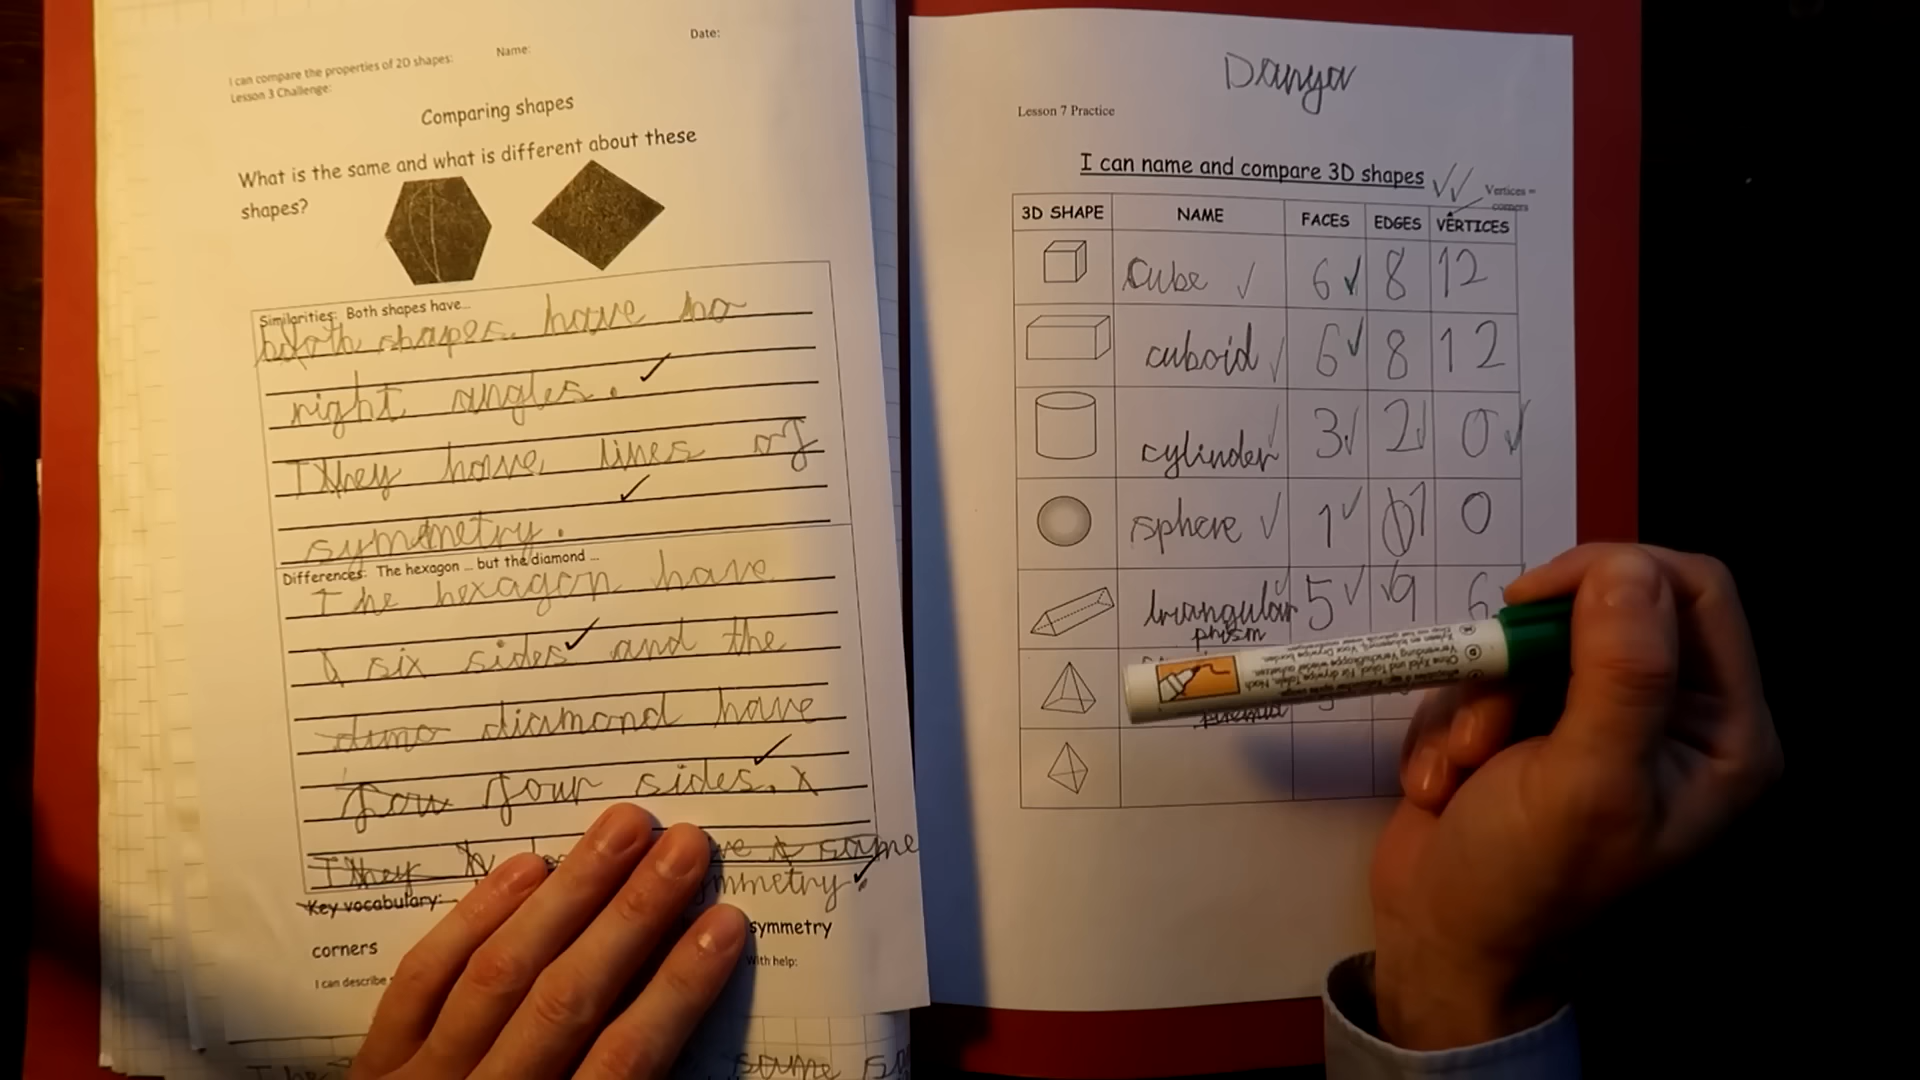 I can compare the properties of 2D shapes:
Name:
Date:
Lesson 3 Challenge:
Comparing shapes
What is the same and what is different about these
shapes?
Similarities: Both shapes have...
both shapes have no
right angles. ✓
They have lines of
symmetry. ✓
Differences: The hexagon ... but the diamond ...
The hexagon have
six sides ✓ and the
diamond have
four sides. ✓
They
same
mmetry ✓
Key vocabulary:
corners
symmetry
I can describe
With help:
some
Danya
Lesson 7 Practice
I can name and compare 3D shapes ✓✓
Vertices =
corners
3D SHAPE NAME FACES EDGES VERTICES
cube ✓ 6 ✓ 8 12
cuboid ✓ 6 ✓ 8 12
cylinder ✓ 3 ✓ 2 ✓ 0 ✓
sphere ✓ 1 ✓ 0 1 0
triangular ✓ 5 ✓ ✓ 9 6
prism